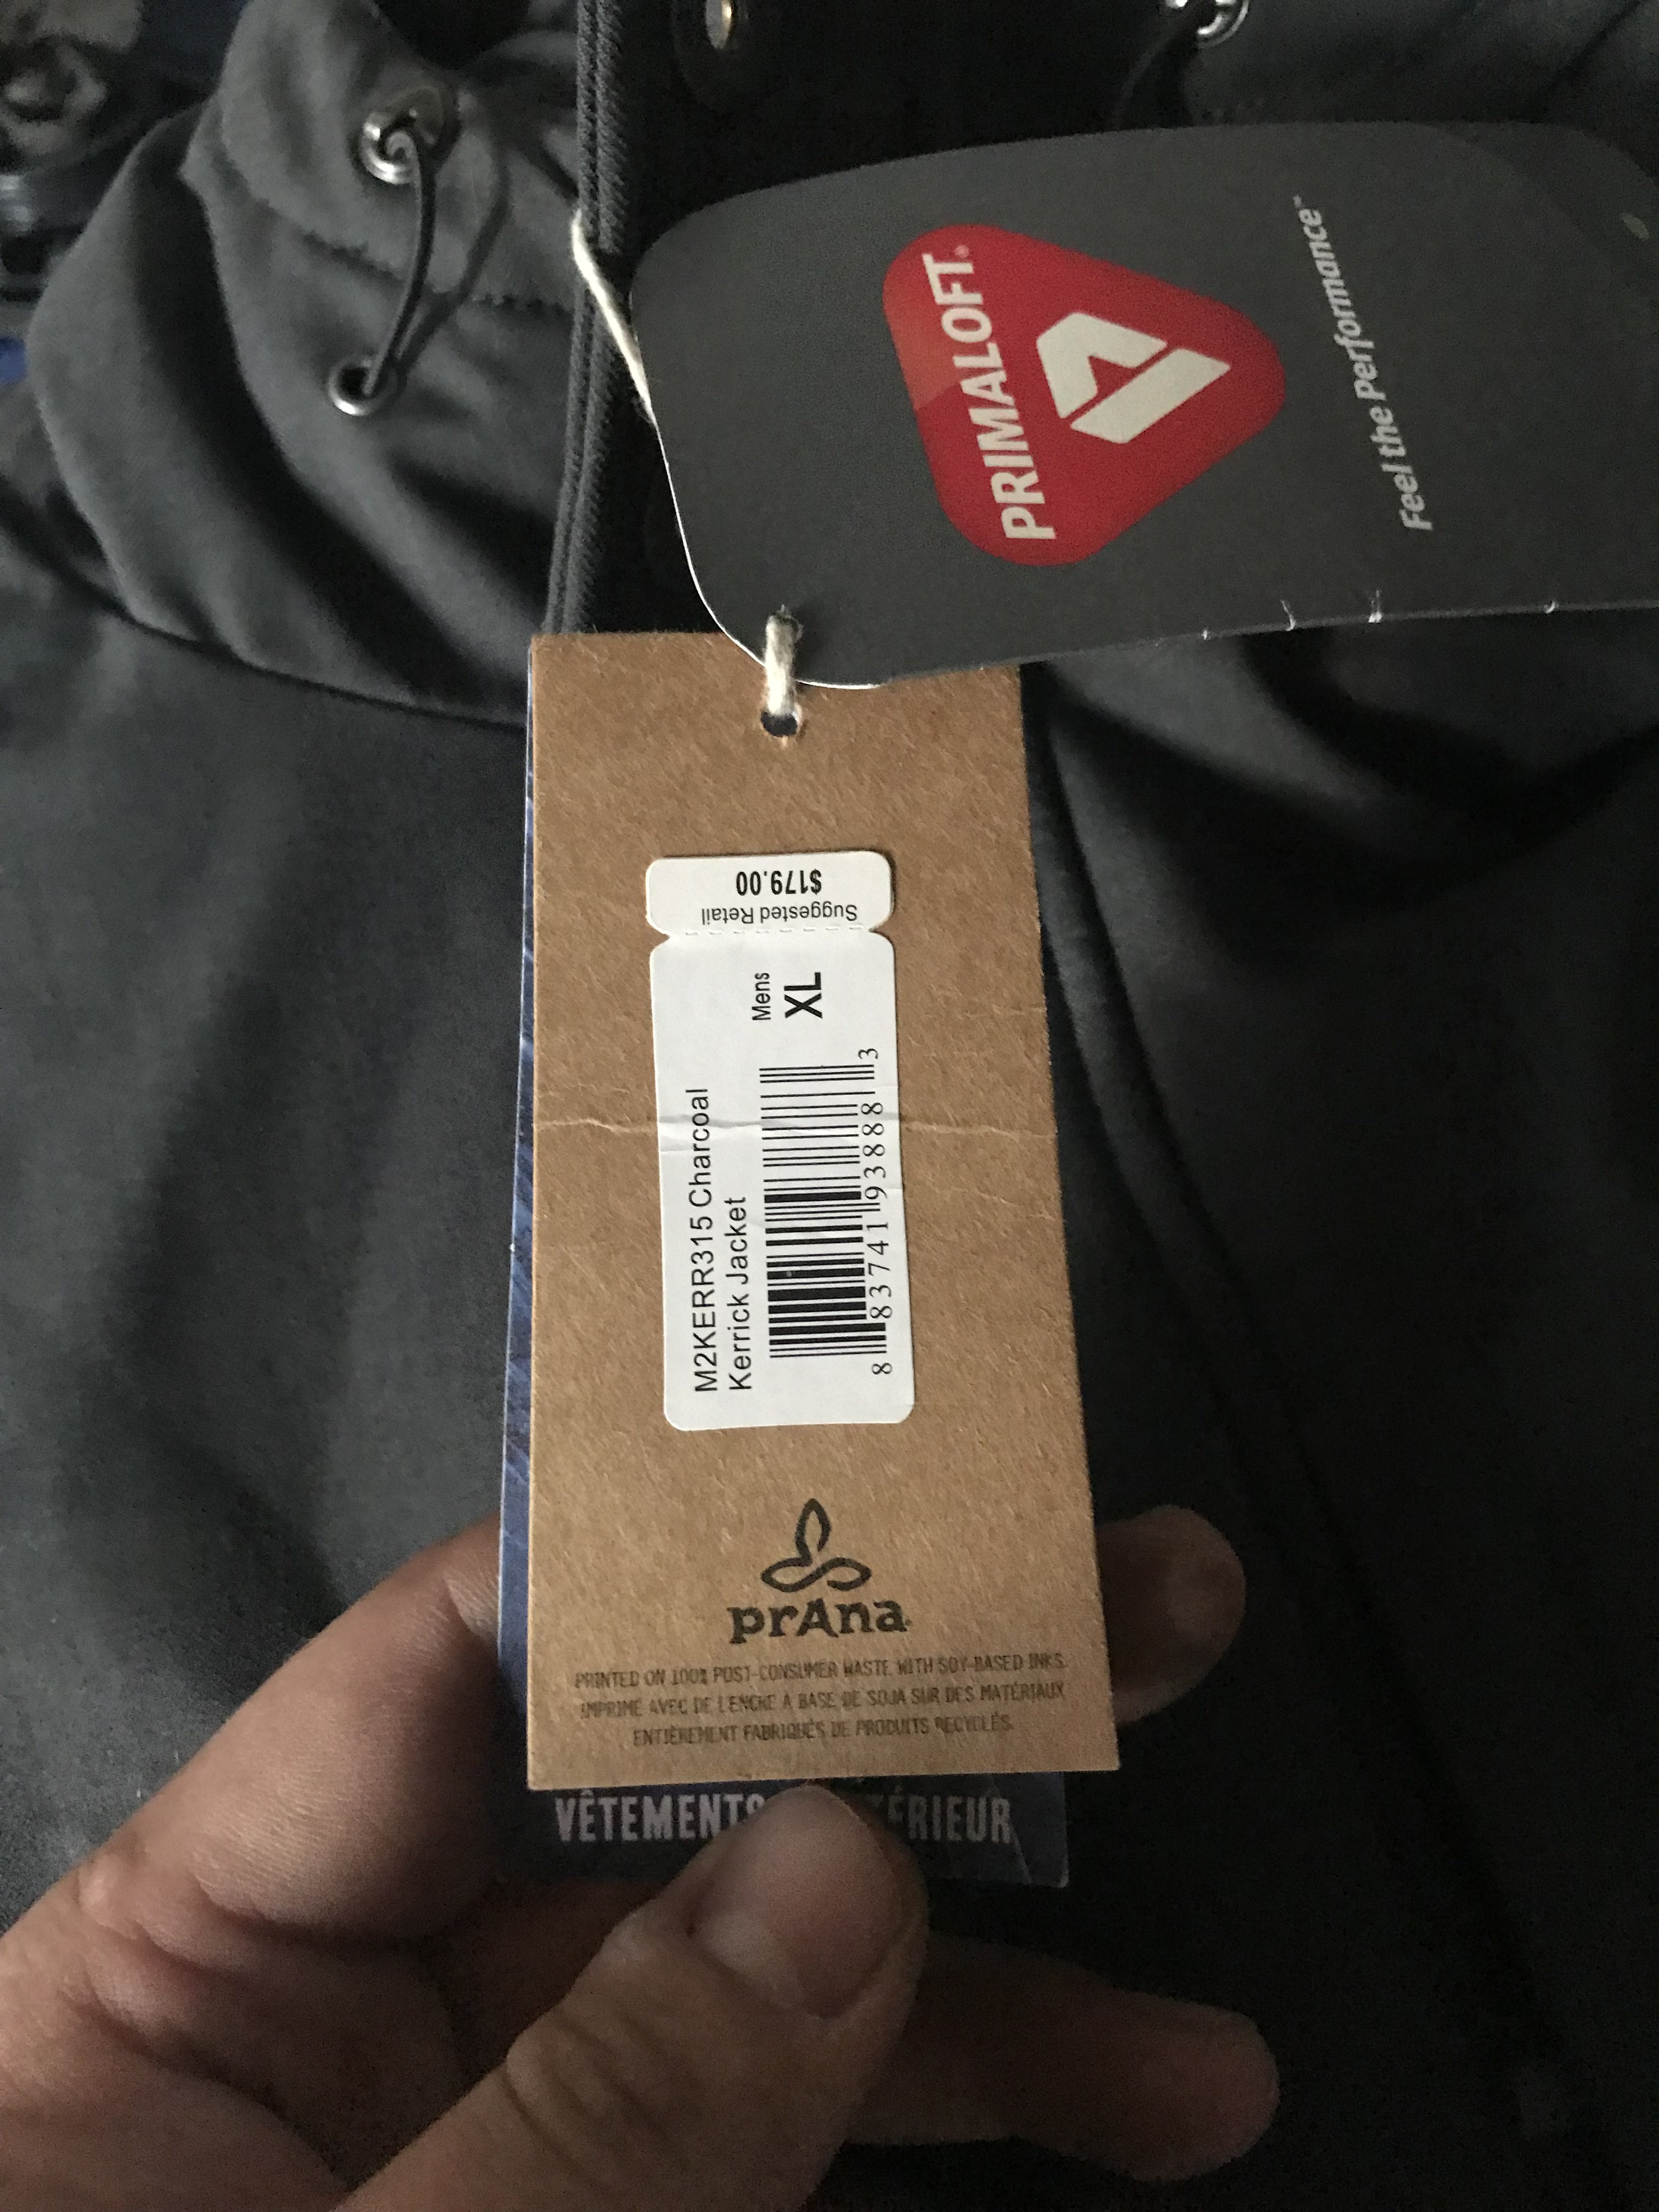 PRIMALOFT®
Feel the Performance™
Suggested Retail
$179.00
M2KERR315 Charcoal
Kerrick Jacket
Mens
XL
8 83741 93888 3
prAna
PRINTED ON 100% POST-CONSUMER WASTE WITH SOY-BASED INKS.
IMPRIMÉ AVEC DE L'ENCRE À BASE DE SOJA SUR DES MATÉRIAUX
ENTIÈREMENT FABRIQUÉS DE PRODUITS RECYCLÉS.
VÊTEMENTS